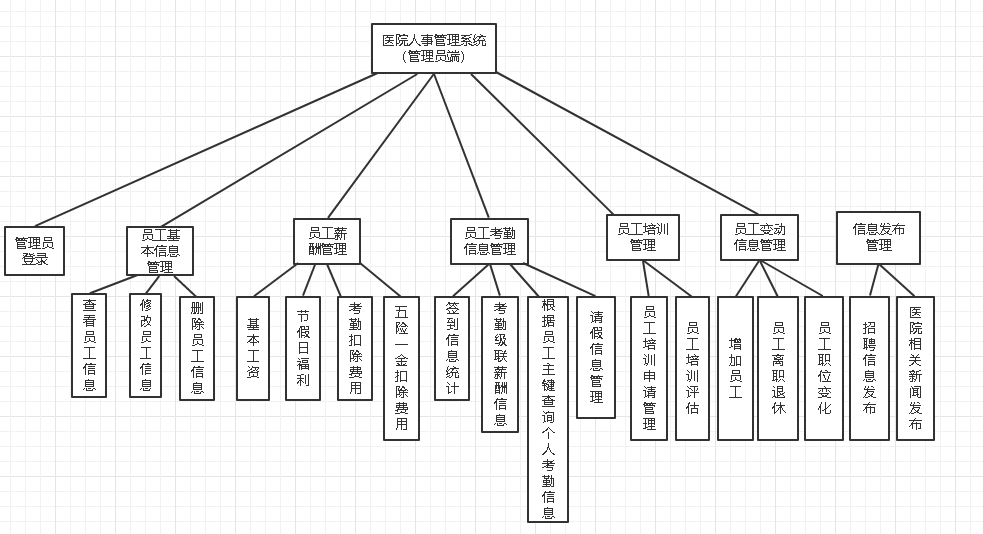 医院人事管理系统
（管理员端）
管理员
登录
员工基
本信息
管理
员工薪
酬管理
员工考勤
信息管理
员工培训
管理
员工变动
信息管理
信息发布
管理
查看员工信息
修改员工信息
删除员工信息
基本工资
节假日福利
考勤扣除费用
五险一金扣除费用
签到信息统计
考勤级联薪酬信息
根据员工主键查询个人考勤信息
请假信息管理
员工培训申请管理
员工培训评估
增加员工
员工离职退休
员工职位变化
招聘信息发布
医院相关新闻发布